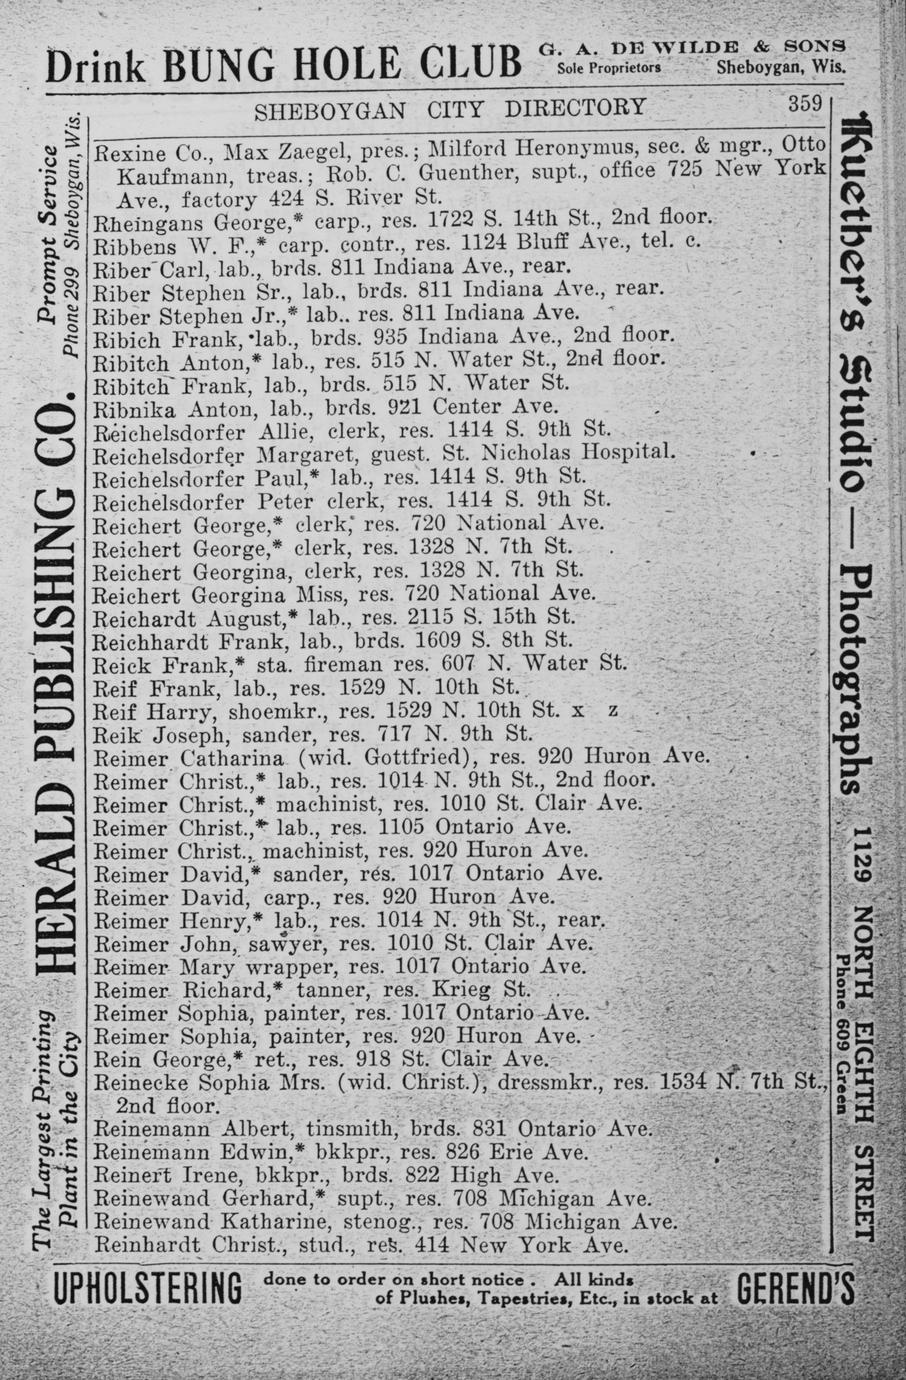 Drink BUNG HOLE CLUB G. A. DE WILDE & SONS
Sole Proprietors Sheboygan, Wis.
SHEBOYGAN CITY DIRECTORY 359
Rexine Co., Max Zaegel, pres.; Milford Heronymus, sec. & mgr., Otto
Kaufmann, treas.; Rob. C. Guenther, supt., office 725 New York
Ave., factory 424 S. River St.
Rheingans George,* carp., res. 1722 S. 14th St., 2nd floor.
Ribbens W. F.,* carp. contr., res. 1124 Bluff Ave., tel. c.
Riber Carl, lab., brds. 811 Indiana Ave., rear.
Riber Stephen Sr., lab., brds. 811 Indiana Ave., rear.
Riber Stephen Jr.,* lab.. res. 811 Indiana Ave.
Ribich Frank, lab., brds. 935 Indiana Ave., 2nd floor.
Ribitch Anton,* lab., res. 515 N. Water St., 2nd floor.
Ribitch Frank, lab., brds. 515 N. Water St.
Ribnika Anton, lab., brds. 921 Center Ave.
Reichelsdorfer Allie, clerk, res. 1414 S. 9th St.
Reichelsdorfer Margaret, guest. St. Nicholas Hospital.
Reichelsdorfer Paul,* lab., res. 1414 S. 9th St.
Reichelsdorfer Peter clerk, res. 1414 S. 9th St.
Reichert George,* clerk, res. 720 National Ave.
Reichert George,* clerk, res. 1328 N. 7th St.
Reichert Georgina, clerk, res. 1328 N. 7th St.
Reichert Georgina Miss, res. 720 National Ave.
Reichardt August,* lab., res. 2115 S. 15th St.
Reichhardt Frank, lab., brds. 1609 S. 8th St.
Reick Frank,* sta. fireman res. 607 N. Water St.
Reif Frank, lab., res. 1529 N. 10th St.
Reif Harry, shoemkr., res. 1529 N. 10th St. x z
Reik Joseph, sander, res. 717 N. 9th St.
Reimer Catharina (wid. Gottfried), res. 920 Huron Ave.
Reimer Christ.,* lab., res. 1014 N. 9th St., 2nd floor.
Reimer Christ.,* machinist, res. 1010 St. Clair Ave.
Reimer Christ.,* lab., res. 1105 Ontario Ave.
Reimer Christ., machinist, res. 920 Huron Ave.
Reimer David,* sander, res. 1017 Ontario Ave.
Reimer David, carp., res. 920 Huron Ave.
Reimer Henry,* lab., res. 1014 N. 9th St., rear.
Reimer John, sawyer, res. 1010 St. Clair Ave.
Reimer Mary wrapper, res. 1017 Ontario Ave.
Reimer Richard,* tanner, res. Krieg St.
Reimer Sophia, painter, res. 1017 Ontario Ave.
Reimer Sophia, painter, res. 920 Huron Ave.
Rein George,* ret., res. 918 St. Clair Ave.
Reinecke Sophia Mrs. (wid. Christ.), dressmkr., res. 1534 N. 7th St.,
2nd floor.
Reinemann Albert, tinsmith, brds. 831 Ontario Ave.
Reinemann Edwin,* bkkpr., res. 826 Erie Ave.
Reinert Irene, bkkpr., brds. 822 High Ave.
Reinewand Gerhard,* supt., res. 708 Michigan Ave.
Reinewand Katharine, stenog., res. 708 Michigan Ave.
Reinhardt Christ., stud., res. 414 New York Ave.
The Largest Printing
Plant in the City
HERALD PUBLISHING CO.
Prompt Service
Phone 299 Sheboygan, Wis.
Kuether's Studio — Photographs
1129 NORTH EIGHTH STREET
Phone 609 Green
UPHOLSTERING done to order on short notice. All kinds
of Plushes, Tapestries, Etc., in stock at GEREND'S